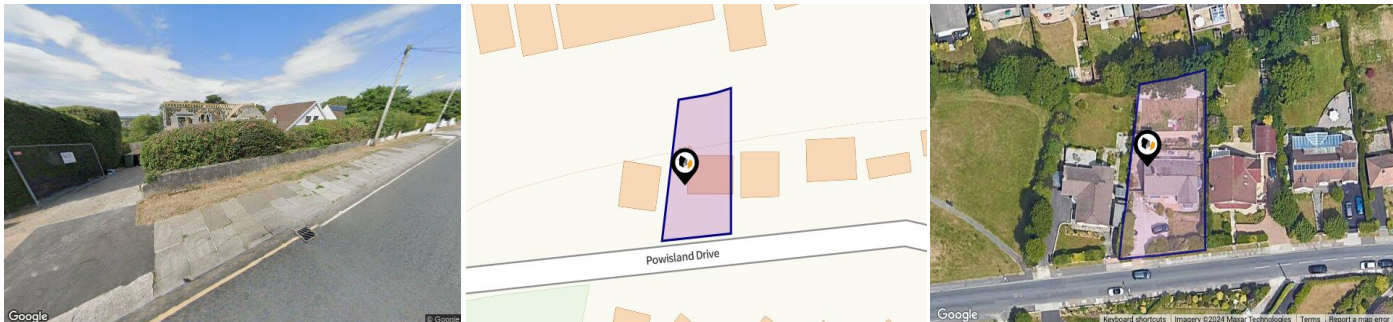 Google
© Google
Powisland Drive
Google
Keyboard shortcuts
Imagery ©2024 Maxar Technologies
Terms
Report a map error